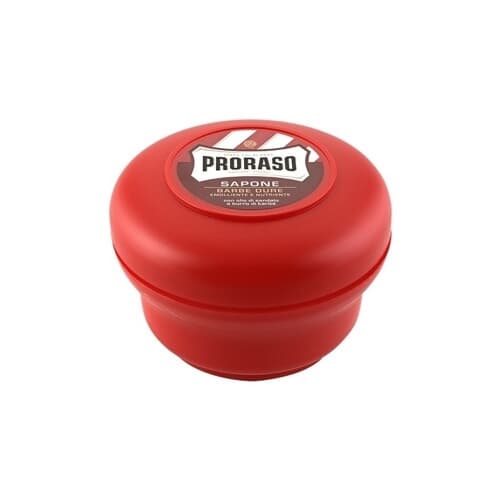 PRORASO
SAPONE
BARBE DURE
EMOLLIENTE E NUTRIENTE
con olio di sandalo
e burro di karité